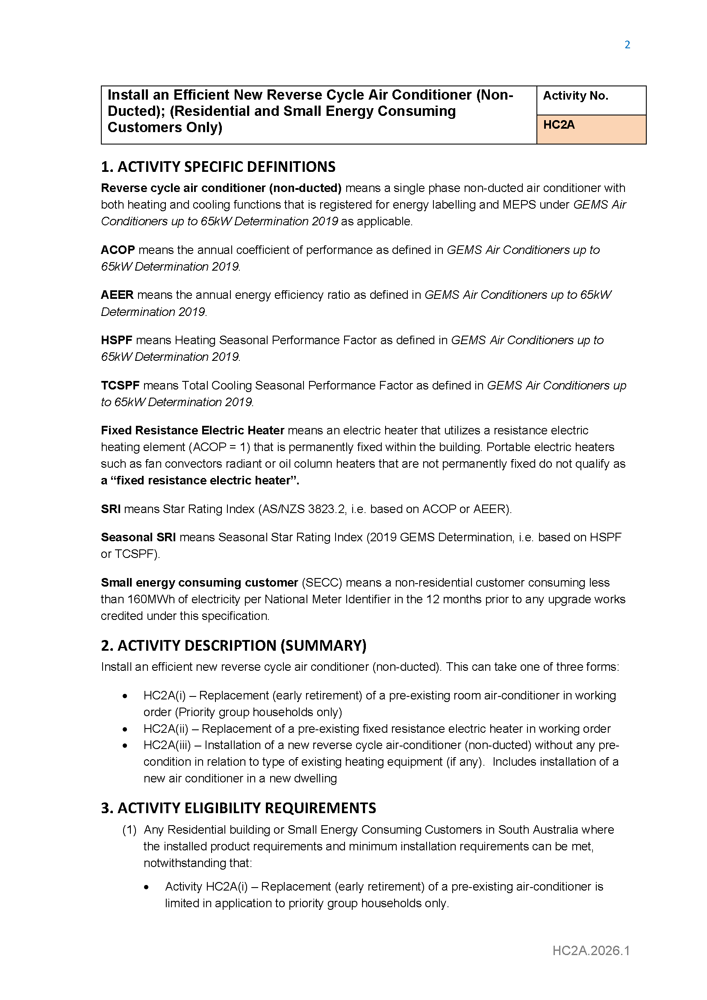 2
Install an Efficient New Reverse Cycle Air Conditioner (Non-
Ducted); (Residential and Small Energy Consuming
Customers Only)
Activity No.
HC2A
1. ACTIVITY SPECIFIC DEFINITIONS
Reverse cycle air conditioner (non-ducted) means a single phase non-ducted air conditioner with
both heating and cooling functions that is registered for energy labelling and MEPS under GEMS Air
Conditioners up to 65kW Determination 2019 as applicable.
ACOP means the annual coefficient of performance as defined in GEMS Air Conditioners up to
65kW Determination 2019.
AEER means the annual energy efficiency ratio as defined in GEMS Air Conditioners up to 65kW
Determination 2019.
HSPF means Heating Seasonal Performance Factor as defined in GEMS Air Conditioners up to
65kW Determination 2019.
TCSPF means Total Cooling Seasonal Performance Factor as defined in GEMS Air Conditioners up
to 65kW Determination 2019.
Fixed Resistance Electric Heater means an electric heater that utilizes a resistance electric
heating element (ACOP = 1) that is permanently fixed within the building. Portable electric heaters
such as fan convectors radiant or oil column heaters that are not permanently fixed do not qualify as
a “fixed resistance electric heater”.
SRI means Star Rating Index (AS/NZS 3823.2, i.e. based on ACOP or AEER).
Seasonal SRI means Seasonal Star Rating Index (2019 GEMS Determination, i.e. based on HSPF
or TCSPF).
Small energy consuming customer (SECC) means a non-residential customer consuming less
than 160MWh of electricity per National Meter Identifier in the 12 months prior to any upgrade works
credited under this specification.
2. ACTIVITY DESCRIPTION (SUMMARY)
Install an efficient new reverse cycle air conditioner (non-ducted). This can take one of three forms:
• HC2A(i) – Replacement (early retirement) of a pre-existing room air-conditioner in working
order (Priority group households only)
• HC2A(ii) – Replacement of a pre-existing fixed resistance electric heater in working order
• HC2A(iii) – Installation of a new reverse cycle air-conditioner (non-ducted) without any pre-
condition in relation to type of existing heating equipment (if any). Includes installation of a
new air conditioner in a new dwelling
3. ACTIVITY ELIGIBILITY REQUIREMENTS
(1) Any Residential building or Small Energy Consuming Customers in South Australia where
the installed product requirements and minimum installation requirements can be met,
notwithstanding that:
• Activity HC2A(i) – Replacement (early retirement) of a pre-existing air-conditioner is
limited in application to priority group households only.
HC2A.2026.1